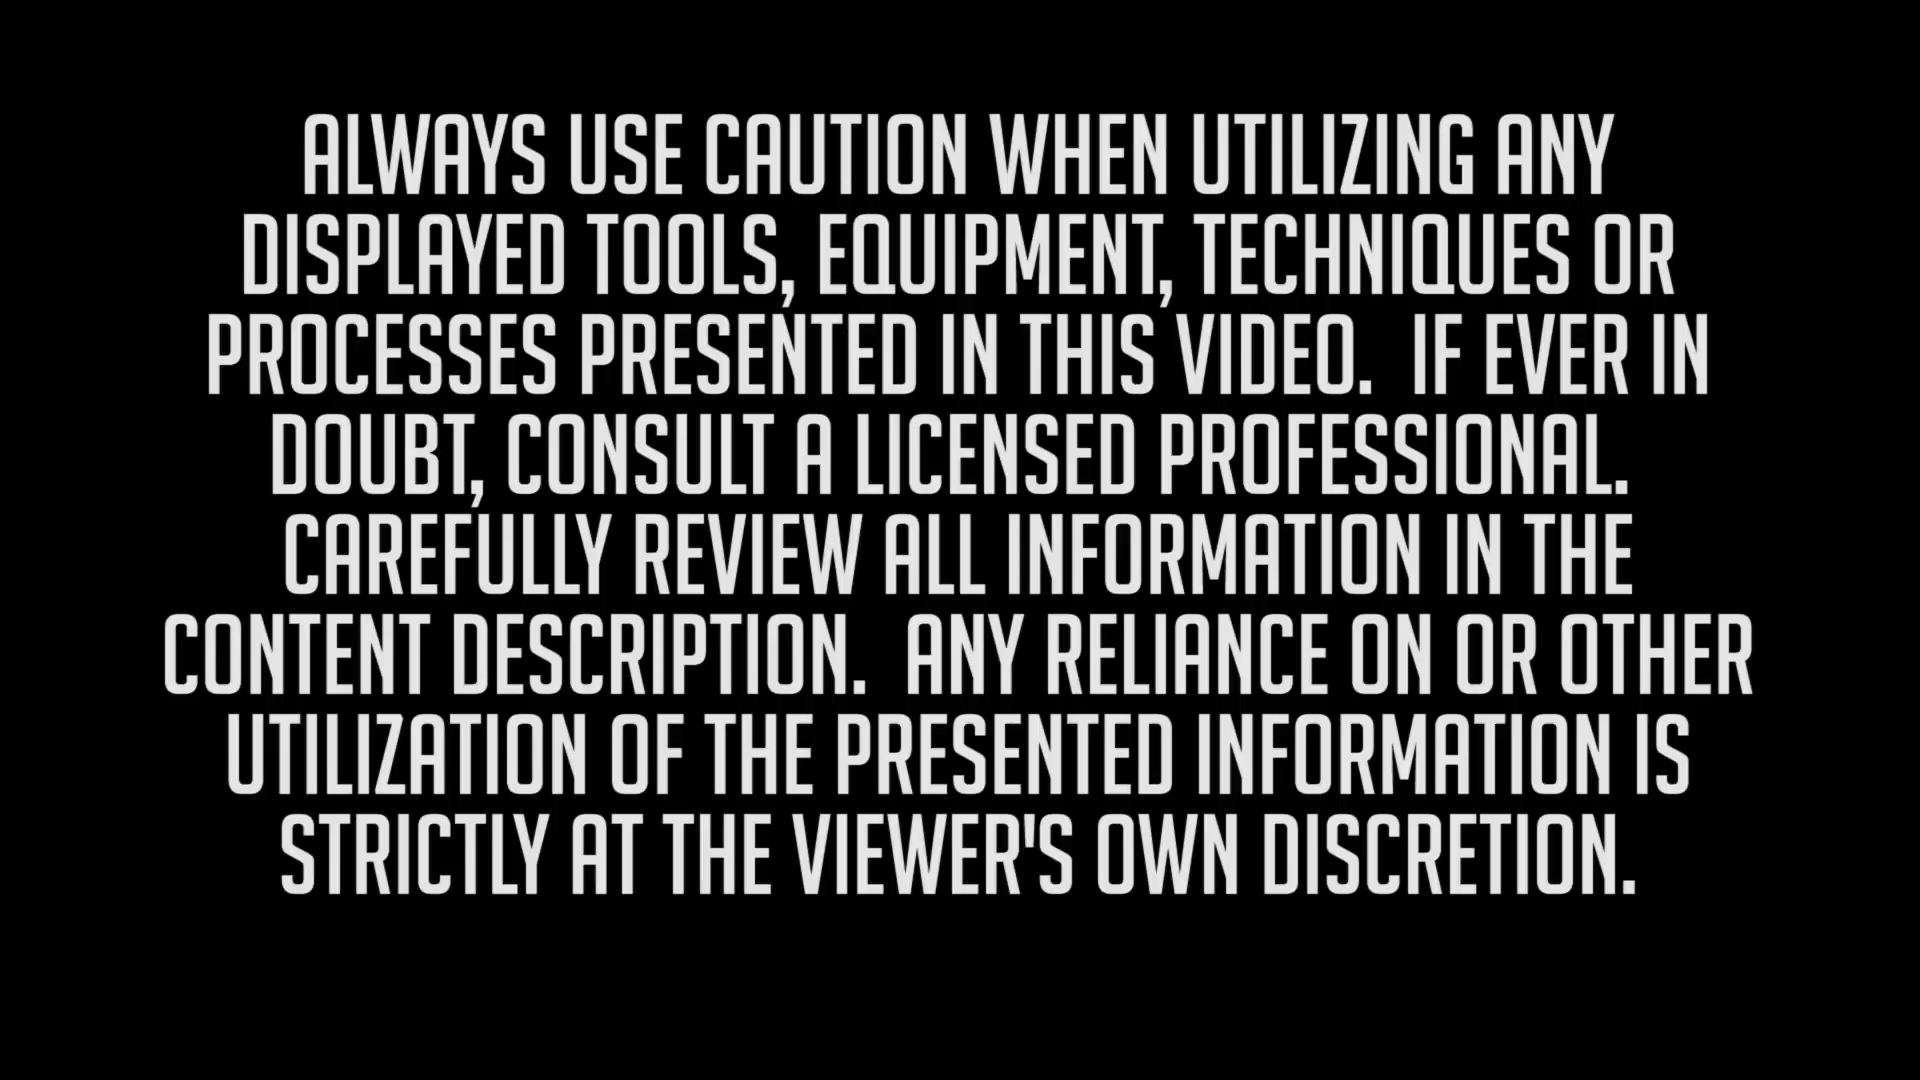 ALWAYS USE CAUTION WHEN UTILIZING ANY
DISPLAYED TOOLS, EQUIPMENT, TECHNIQUES OR
PROCESSES PRESENTED IN THIS VIDEO.  IF EVER IN
DOUBT, CONSULT A LICENSED PROFESSIONAL.
CAREFULLY REVIEW ALL INFORMATION IN THE
CONTENT DESCRIPTION.  ANY RELIANCE ON OR OTHER
UTILIZATION OF THE PRESENTED INFORMATION IS
STRICTLY AT THE VIEWER'S OWN DISCRETION.